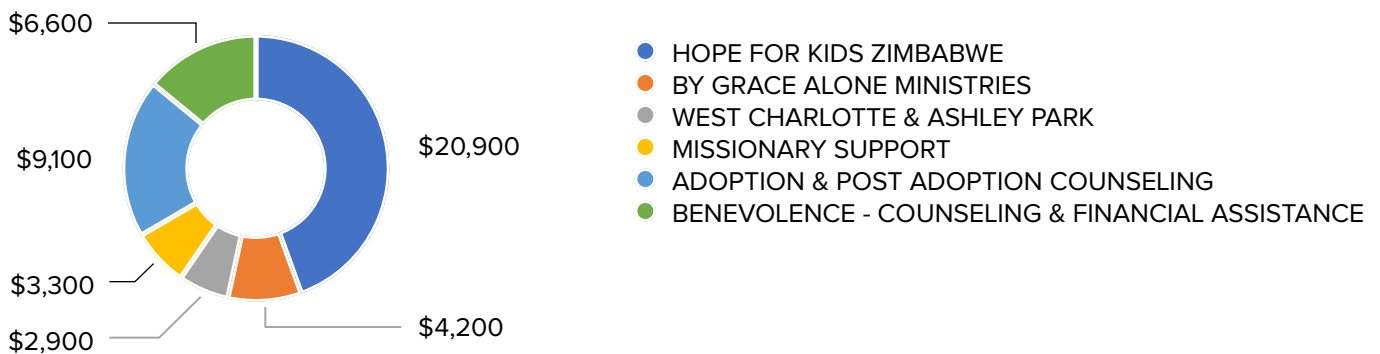 $6,600
$9,100
$3,300
$2,900
$20,900
$4,200
HOPE FOR KIDS ZIMBABWE
BY GRACE ALONE MINISTRIES
WEST CHARLOTTE & ASHLEY PARK
MISSIONARY SUPPORT
ADOPTION & POST ADOPTION COUNSELING
BENEVOLENCE - COUNSELING & FINANCIAL ASSISTANCE